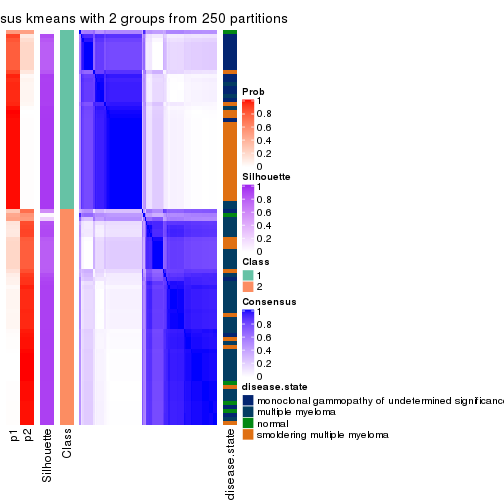 sus kmeans with 2 groups from 250 partitions
Prob
1
0.8
0.6
0.4
0.2
0
Silhouette
1
0.8
0.6
0.4
0.2
0
Class
1
2
Consensus
1
0.8
0.6
0.4
0.2
0
disease.state
monoclonal gammopathy of undetermined significance
multiple myeloma
normal
smoldering multiple myeloma
p1
p2
Silhouette
Class
disease.state